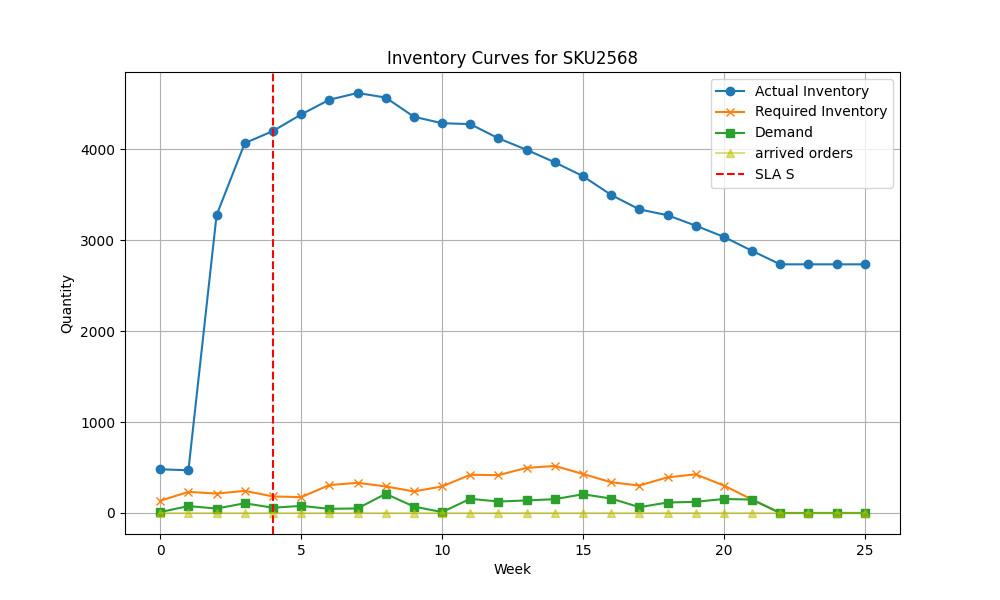 Inventory Curves for SKU2568
Actual Inventory
Required Inventory
Demand
arrived orders
SLA S
Quantity
4000
3000
2000
1000
0
0 5 10 15 20 25
Week